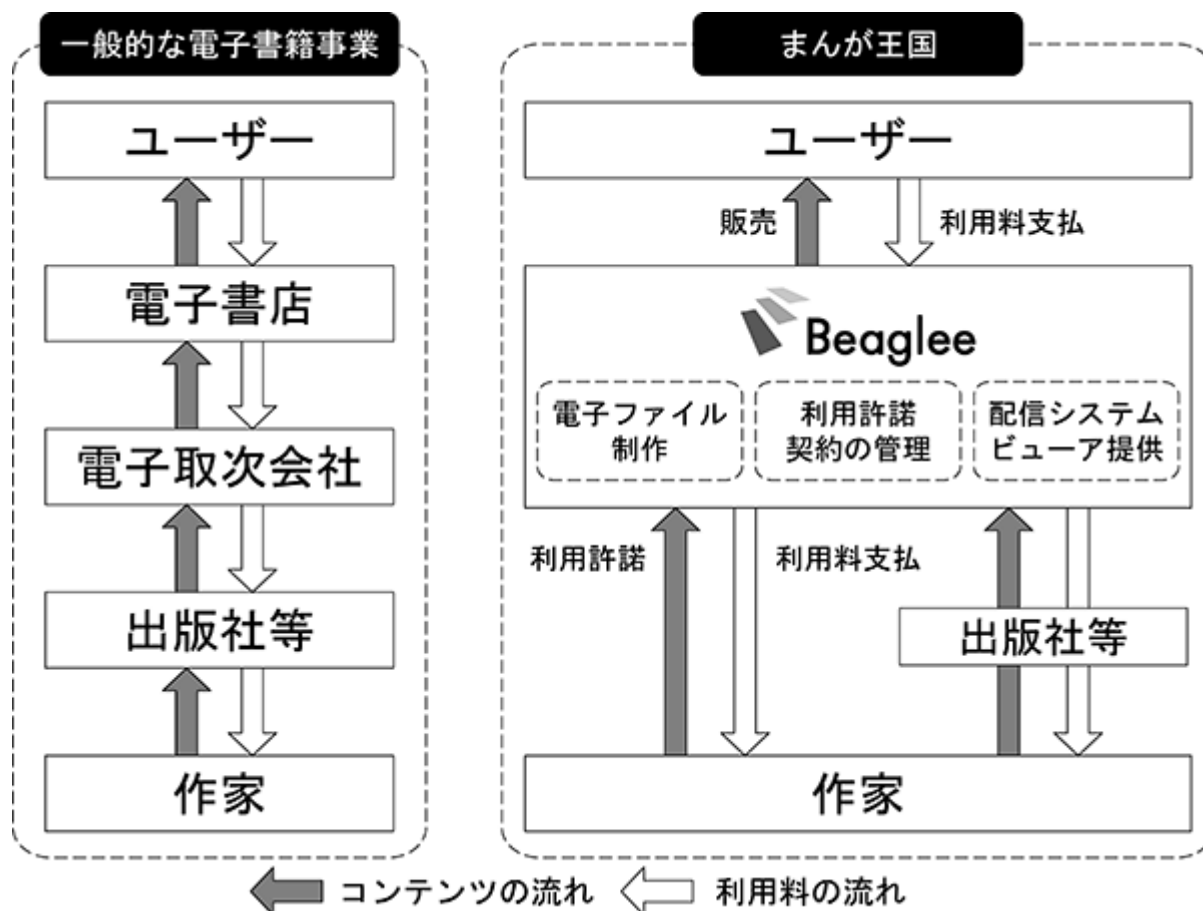 一般的な電子書籍事業
ユーザー
電子書店
電子取次会社
出版社等
作家
まんが王国
ユーザー
販売
利用料支払
Beaglee
電子ファイル
制作
利用許諾
契約の管理
配信システム
ビューア提供
利用許諾
利用料支払
出版社等
作家
コンテンツの流れ
利用料の流れ